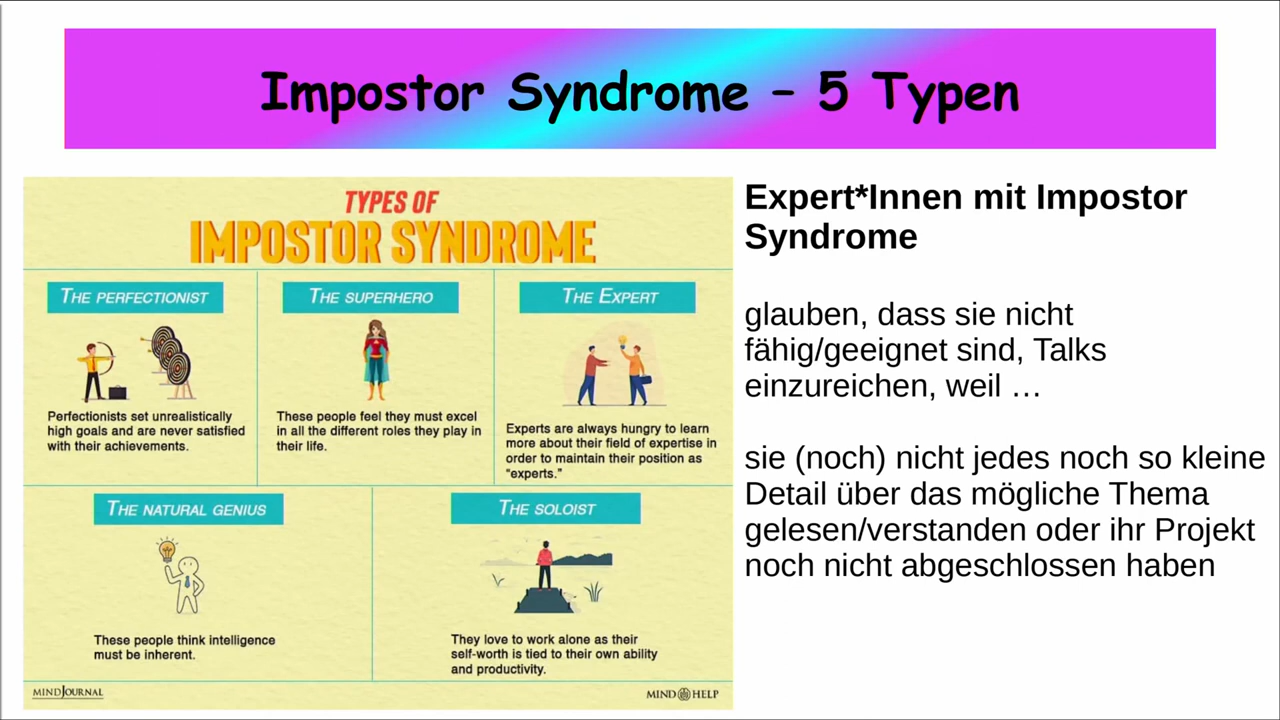 Impostor Syndrome – 5 Typen
TYPES OF
IMPOSTOR SYNDROME
THE PERFECTIONIST
Perfectionists set unrealistically
high goals and are never satisfied
with their achievements.
THE SUPERHERO
These people feel they must excel
in all the different roles they play in
their life.
THE EXPERT
Experts are always hungry to learn
more about their field of expertise in
order to maintain their position as
“experts.”
THE NATURAL GENIUS
These people think intelligence
must be inherent.
THE SOLOIST
They love to work alone as their
self-worth is tied to their own ability
and productivity.
MINDJOURNAL
MIND HELP
Expert*Innen mit Impostor
Syndrome
glauben, dass sie nicht
fähig/geeignet sind, Talks
einzureichen, weil …
sie (noch) nicht jedes noch so kleine
Detail über das mögliche Thema
gelesen/verstanden oder ihr Projekt
noch nicht abgeschlossen haben